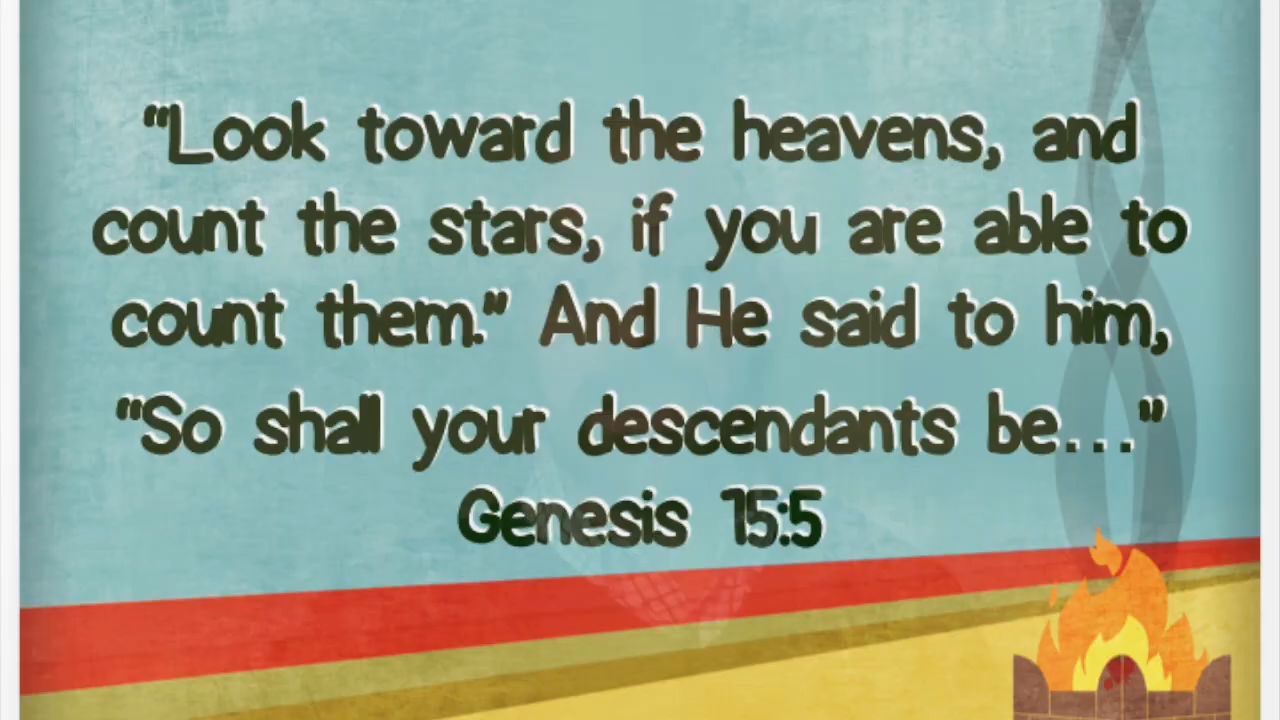 “Look toward the heavens, and
count the stars, if you are able to
count them.” And He said to him,
“So shall your descendants be...”
Genesis 15:5